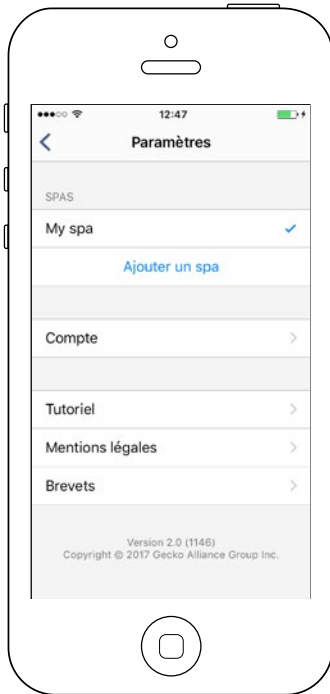 12:47
Paramètres
SPAS
My spa
Ajouter un spa
Compte
Tutoriel
Mentions légales
Brevets
Version 2.0 (1146)
Copyright © 2017 Gecko Alliance Group Inc.